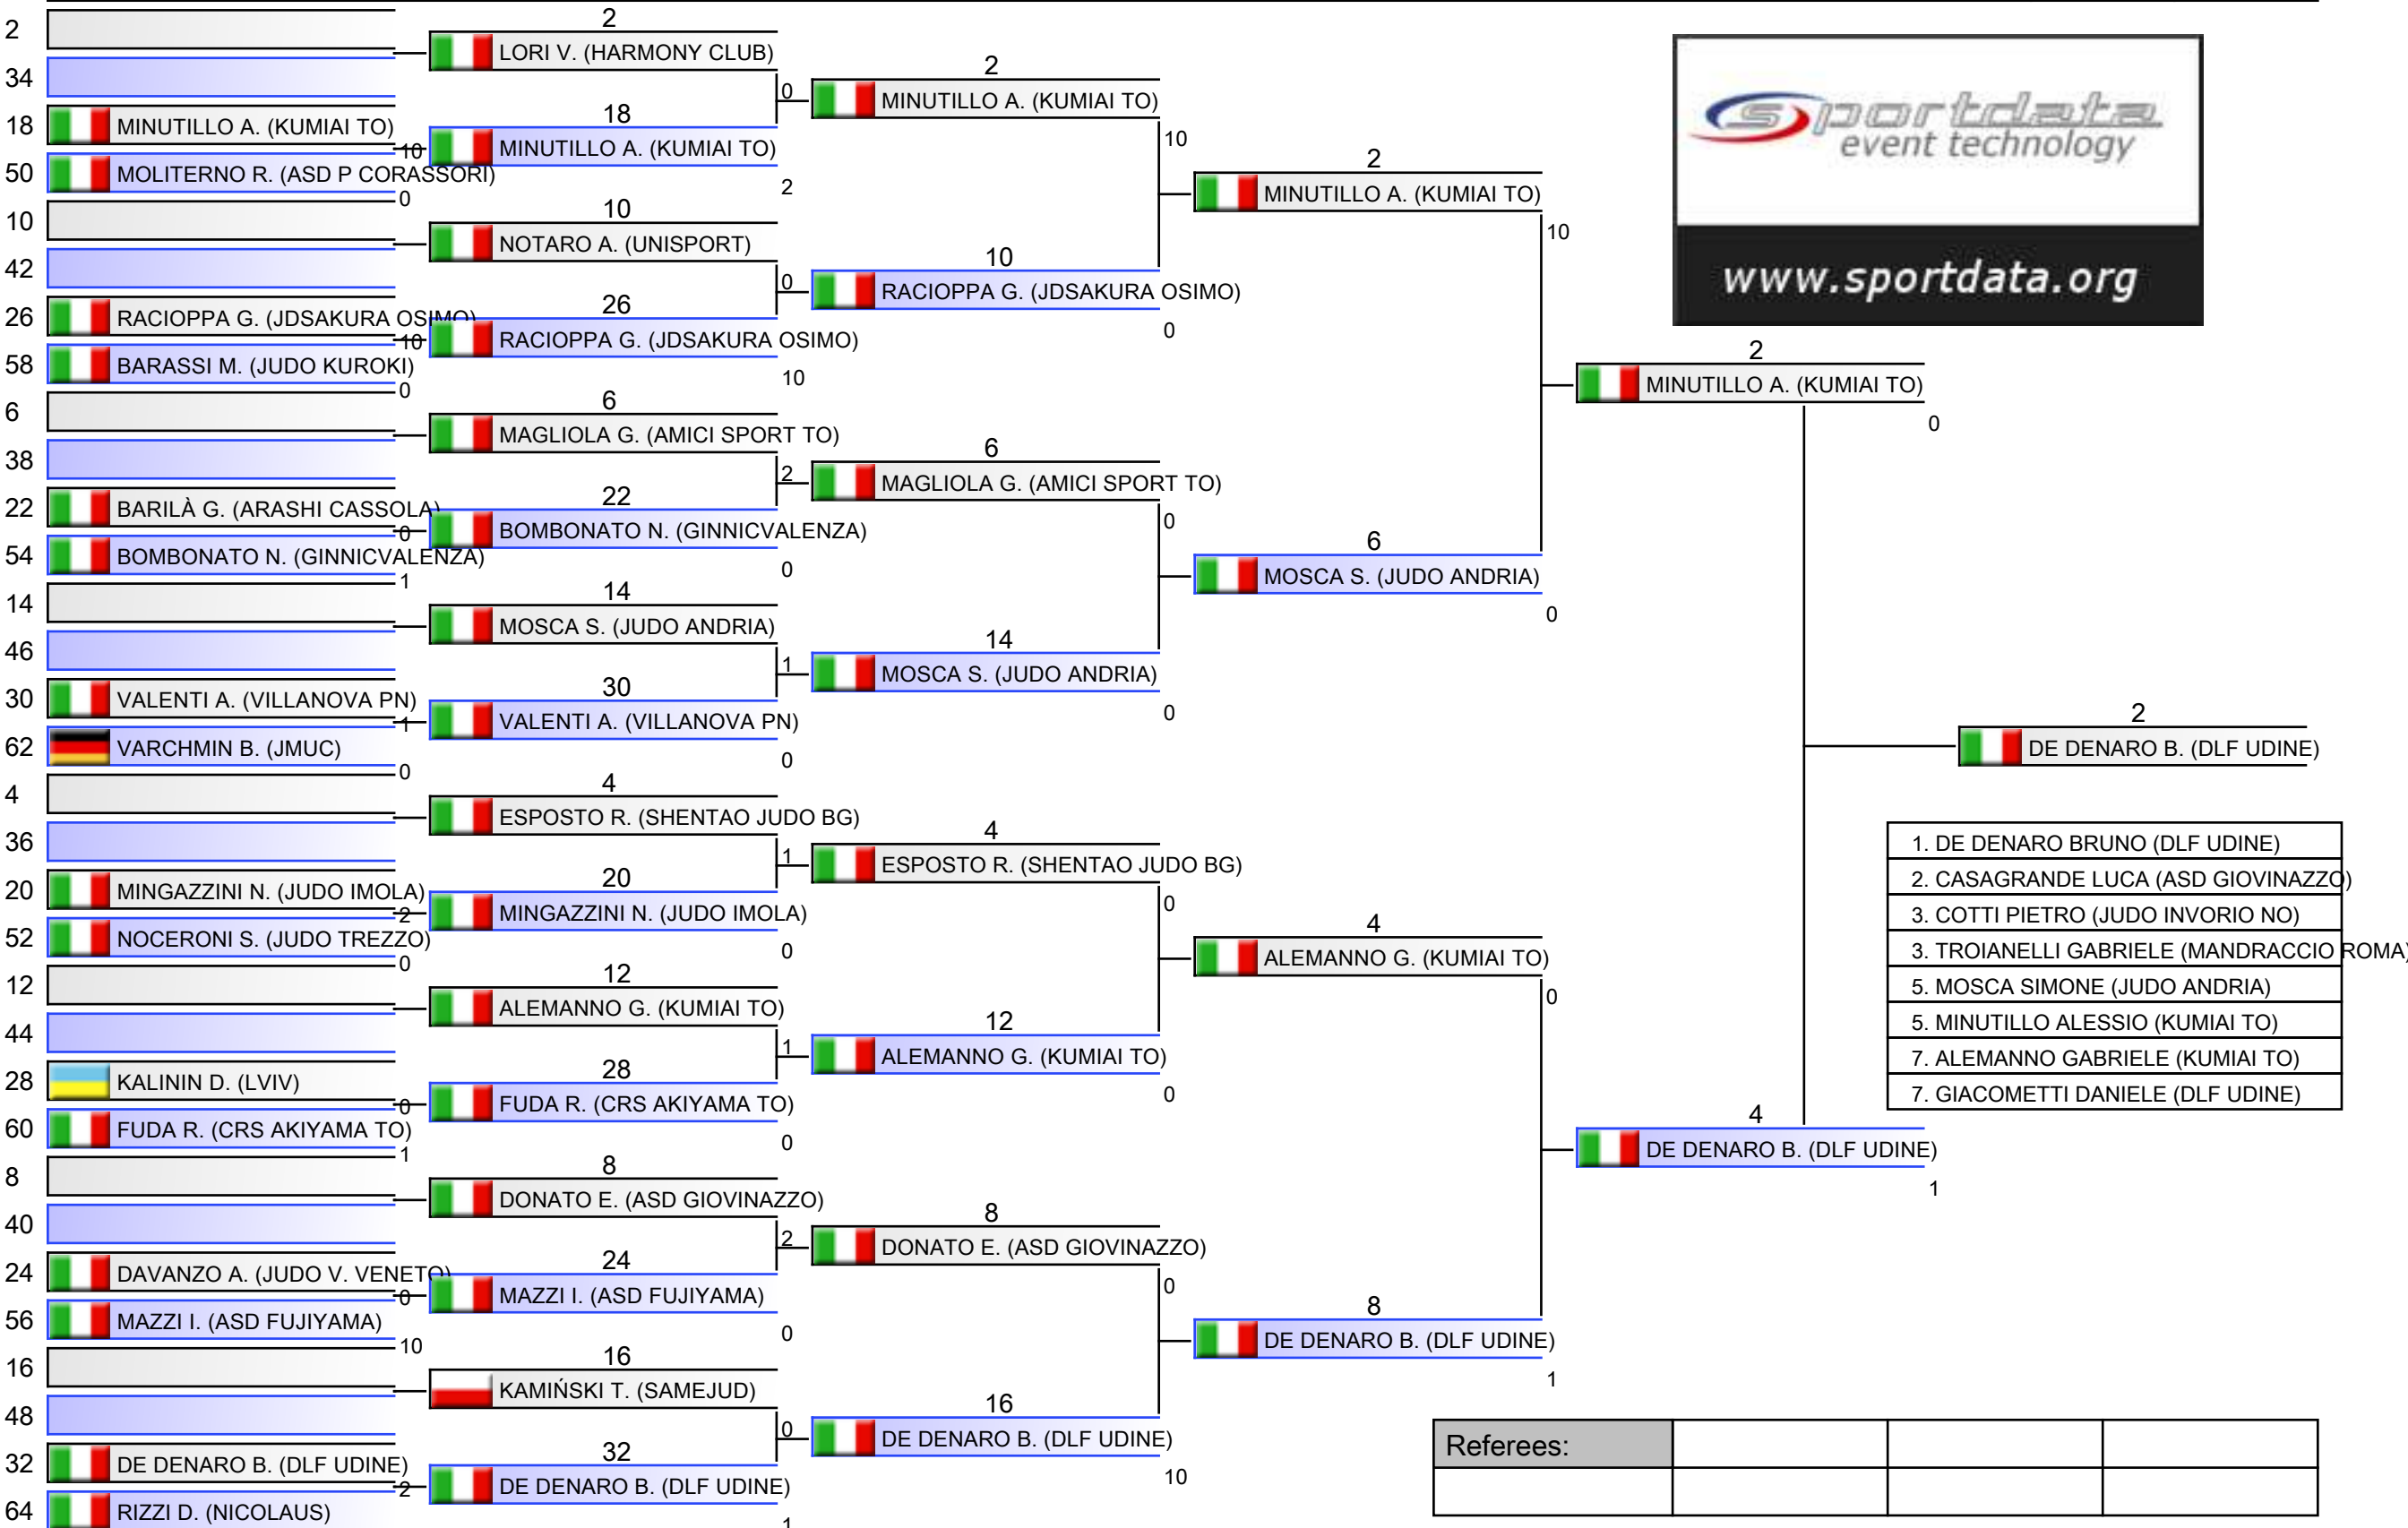 2
34
18 MINUTILLO A. (KUMIAI TO) 10
50 MOLITERNO R. (ASD P CORASSORI) 0
10
42
26 RACIOPPA G. (JDSAKURA OSIMO) 10
58 BARASSI M. (JUDO KUROKI) 0
6
38
22 BARILÀ G. (ARASHI CASSOLA) 0
54 BOMBONATO N. (GINNICVALENZA) 1
14
46
30 VALENTI A. (VILLANOVA PN) 1
62 VARCHMIN B. (JMUC) 0
4
36
20 MINGAZZINI N. (JUDO IMOLA) 2
52 NOCERONI S. (JUDO TREZZO) 0
12
44
28 KALININ D. (LVIV) 0
60 FUDA R. (CRS AKIYAMA TO) 1
8
40
24 DAVANZO A. (JUDO V. VENETO) 0
56 MAZZI I. (ASD FUJIYAMA) 10
16
48
32 DE DENARO B. (DLF UDINE) 2
64 RIZZI D. (NICOLAUS)
2
LORI V. (HARMONY CLUB) 0
18
MINUTILLO A. (KUMIAI TO) 2
10
NOTARO A. (UNISPORT) 0
26
RACIOPPA G. (JDSAKURA OSIMO) 10
6
MAGLIOLA G. (AMICI SPORT TO) 2
22
BOMBONATO N. (GINNICVALENZA) 0
14
MOSCA S. (JUDO ANDRIA) 1
30
VALENTI A. (VILLANOVA PN) 0
4
ESPOSTO R. (SHENTAO JUDO BG) 1
20
MINGAZZINI N. (JUDO IMOLA) 0
12
ALEMANNO G. (KUMIAI TO) 1
28
FUDA R. (CRS AKIYAMA TO) 0
8
DONATO E. (ASD GIOVINAZZO) 2
24
MAZZI I. (ASD FUJIYAMA) 0
16
KAMIŃSKI T. (SAMEJUD) 0
32
DE DENARO B. (DLF UDINE) 1
2
MINUTILLO A. (KUMIAI TO) 10
10
RACIOPPA G. (JDSAKURA OSIMO) 0
6
MAGLIOLA G. (AMICI SPORT TO) 0
14
MOSCA S. (JUDO ANDRIA) 0
4
ESPOSTO R. (SHENTAO JUDO BG) 0
12
ALEMANNO G. (KUMIAI TO) 0
8
DONATO E. (ASD GIOVINAZZO) 0
16
DE DENARO B. (DLF UDINE) 10
2
MINUTILLO A. (KUMIAI TO) 10
6
MOSCA S. (JUDO ANDRIA) 0
4
ALEMANNO G. (KUMIAI TO) 0
8
DE DENARO B. (DLF UDINE) 1
2
MINUTILLO A. (KUMIAI TO) 0
4
DE DENARO B. (DLF UDINE) 1
2
DE DENARO B. (DLF UDINE)
sportdata
event technology
www.sportdata.org
1. DE DENARO BRUNO (DLF UDINE)
2. CASAGRANDE LUCA (ASD GIOVINAZZO)
3. COTTI PIETRO (JUDO INVORIO NO)
3. TROIANELLI GABRIELE (MANDRACCIO ROMA)
5. MOSCA SIMONE (JUDO ANDRIA)
5. MINUTILLO ALESSIO (KUMIAI TO)
7. ALEMANNO GABRIELE (KUMIAI TO)
7. GIACOMETTI DANIELE (DLF UDINE)
Referees: